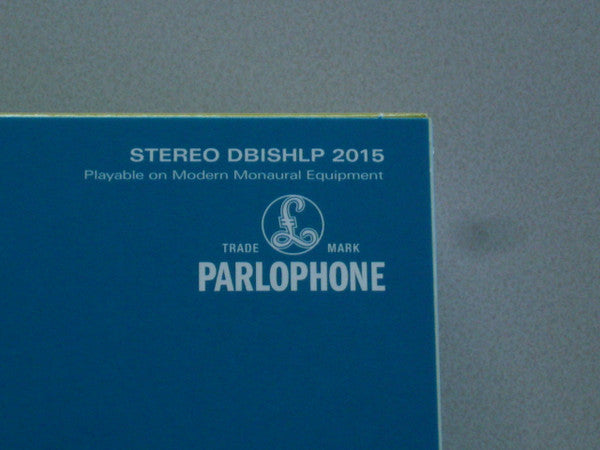 STEREO DBISHLP 2015
Playable on Modern Monaural Equipment
£
TRADE MARK
PARLOPHONE